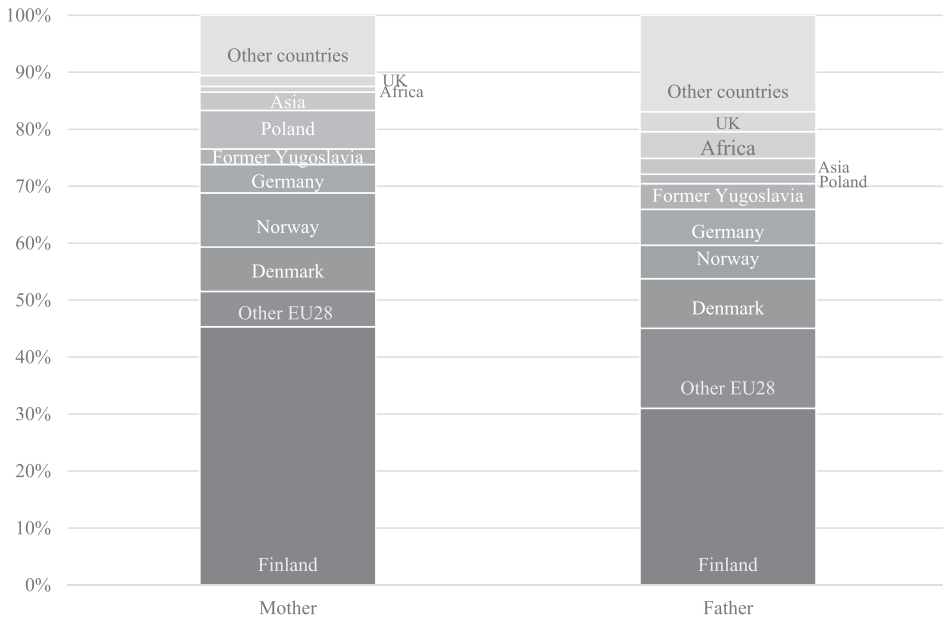 100%
90%
80%
70%
60%
50%
40%
30%
20%
10%
0%
Other countries
UK
Africa
Asia
Poland
Former Yugoslavia
Germany
Norway
Denmark
Other EU28
Finland
Mother
Other countries
UK
Africa
Asia
Poland
Former Yugoslavia
Germany
Norway
Denmark
Other EU28
Finland
Father